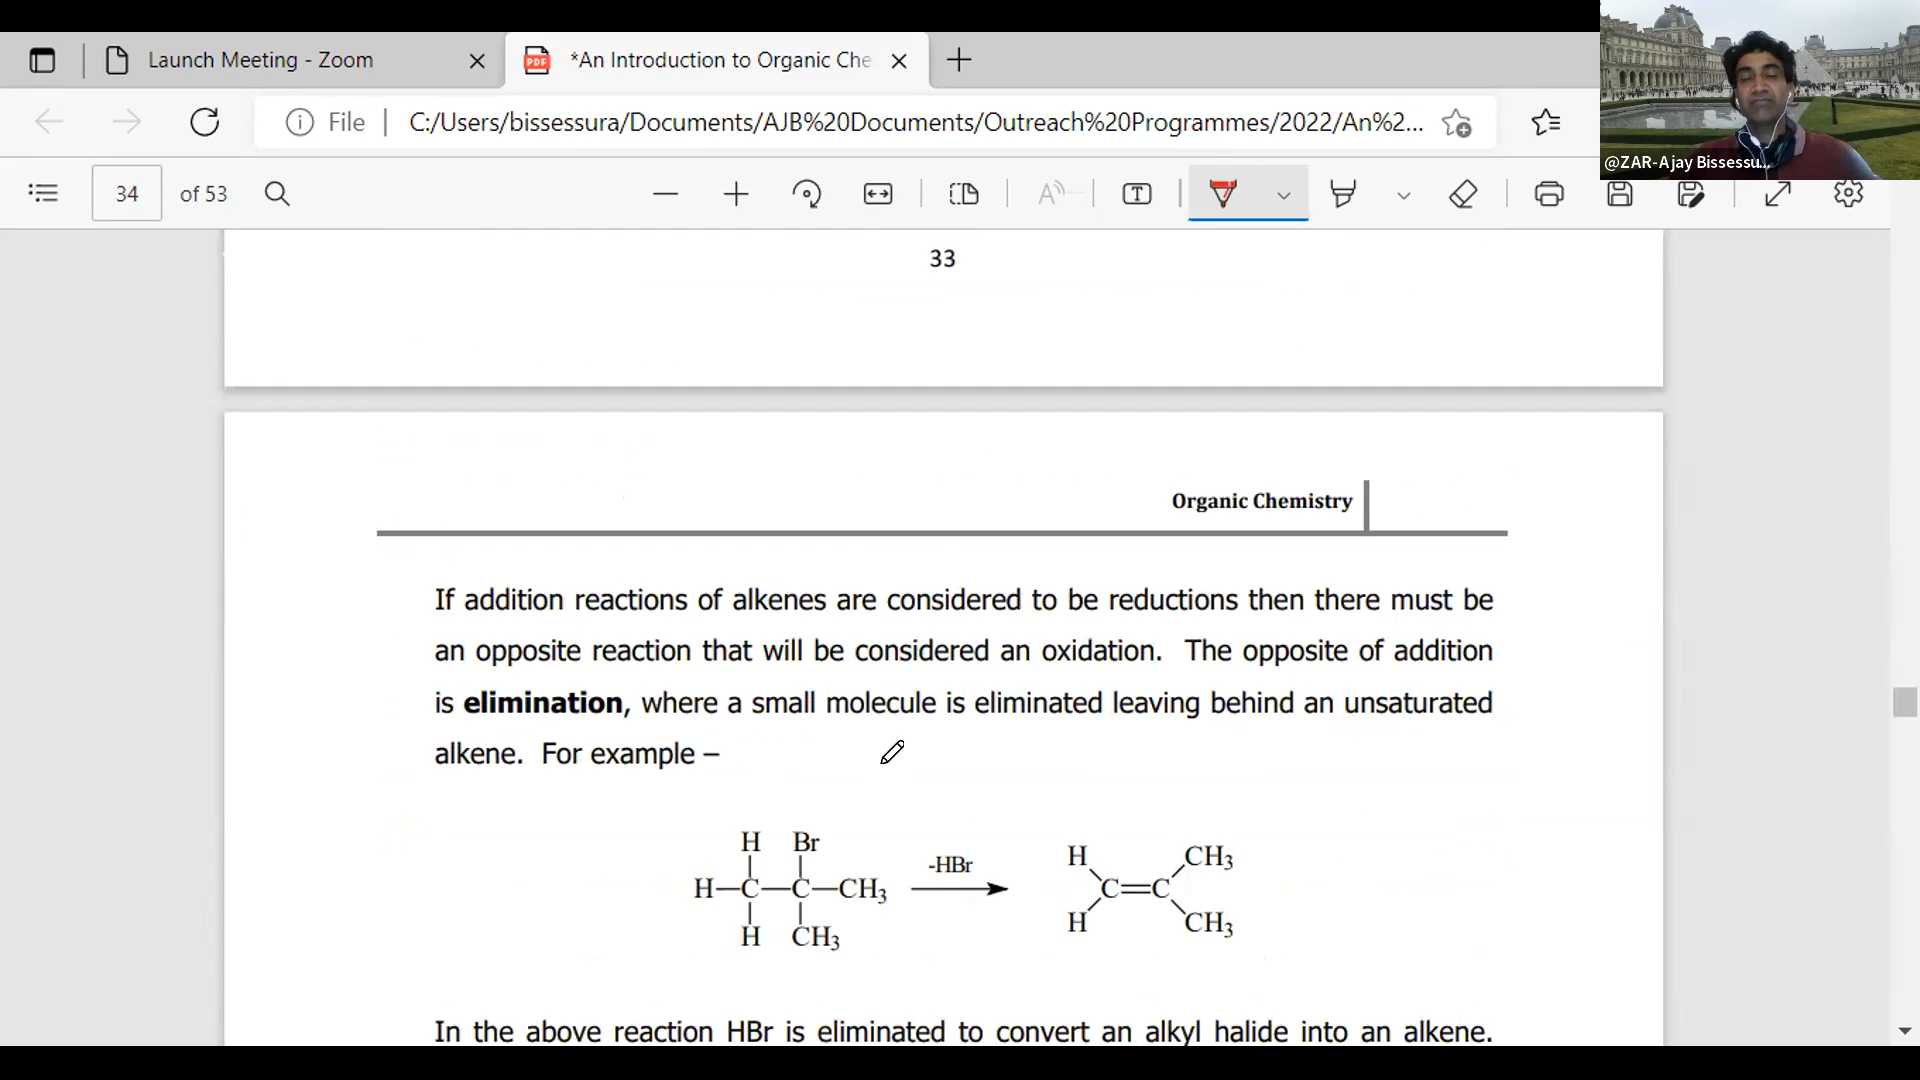 Launch Meeting - Zoom
*An Introduction to Organic Che
File
C:/Users/bissessura/Documents/AJB%20Documents/Outreach%20Programmes/2022/An%2...
@ZAR-Ajay Bissessu...
34 of 53
33
Organic Chemistry
If addition reactions of alkenes are considered to be reductions then there must be
an opposite reaction that will be considered an oxidation. The opposite of addition
is elimination, where a small molecule is eliminated leaving behind an unsaturated
alkene. For example –
H Br
H—C—C—CH3
H CH3
-HBr
H CH3
C=C
H CH3
In the above reaction HBr is eliminated to convert an alkyl halide into an alkene.